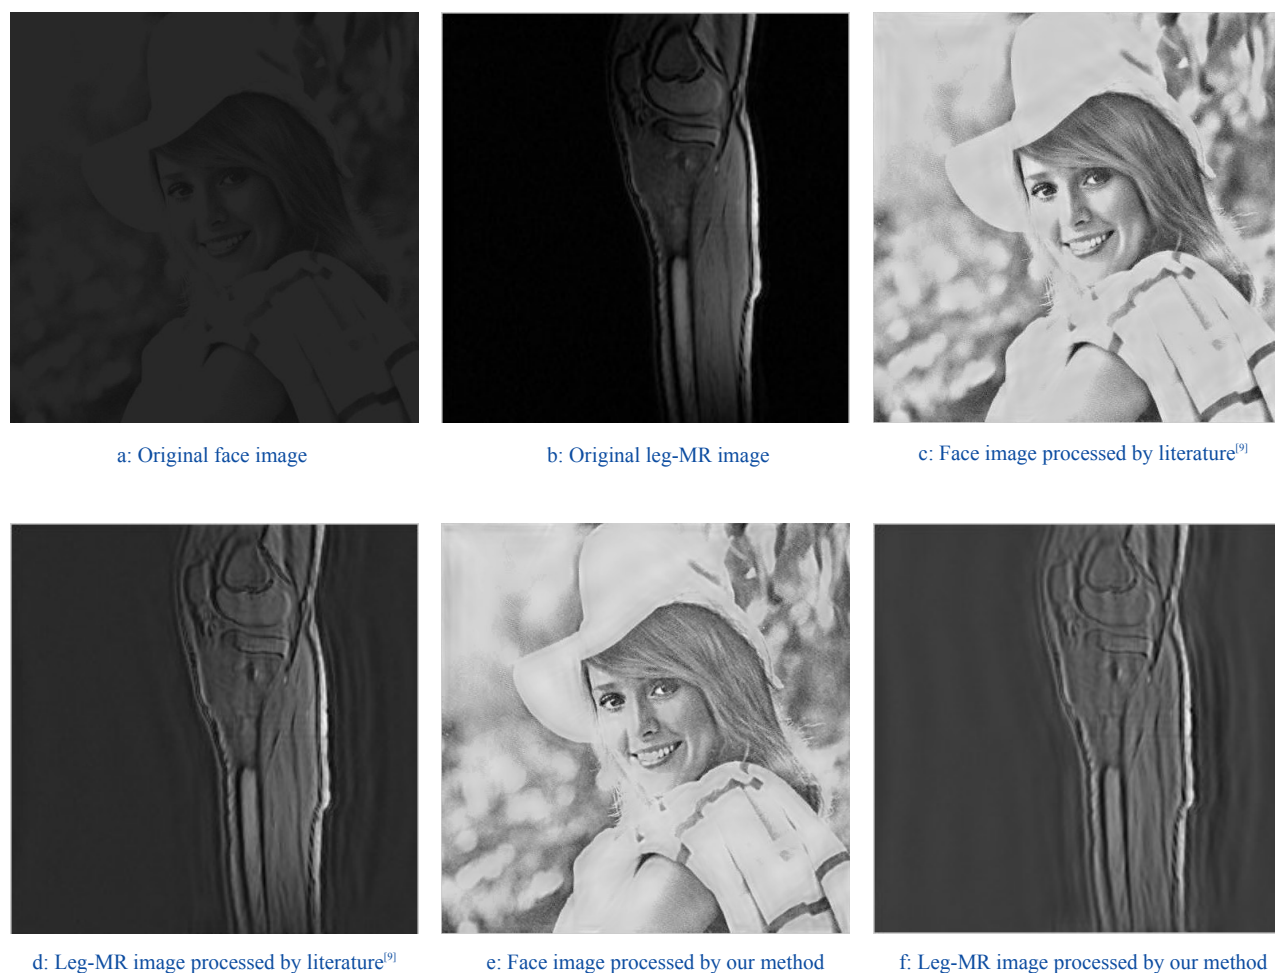 a: Original face image
b: Original leg-MR image
c: Face image processed by literature[9]
d: Leg-MR image processed by literature[9]
e: Face image processed by our method
f: Leg-MR image processed by our method